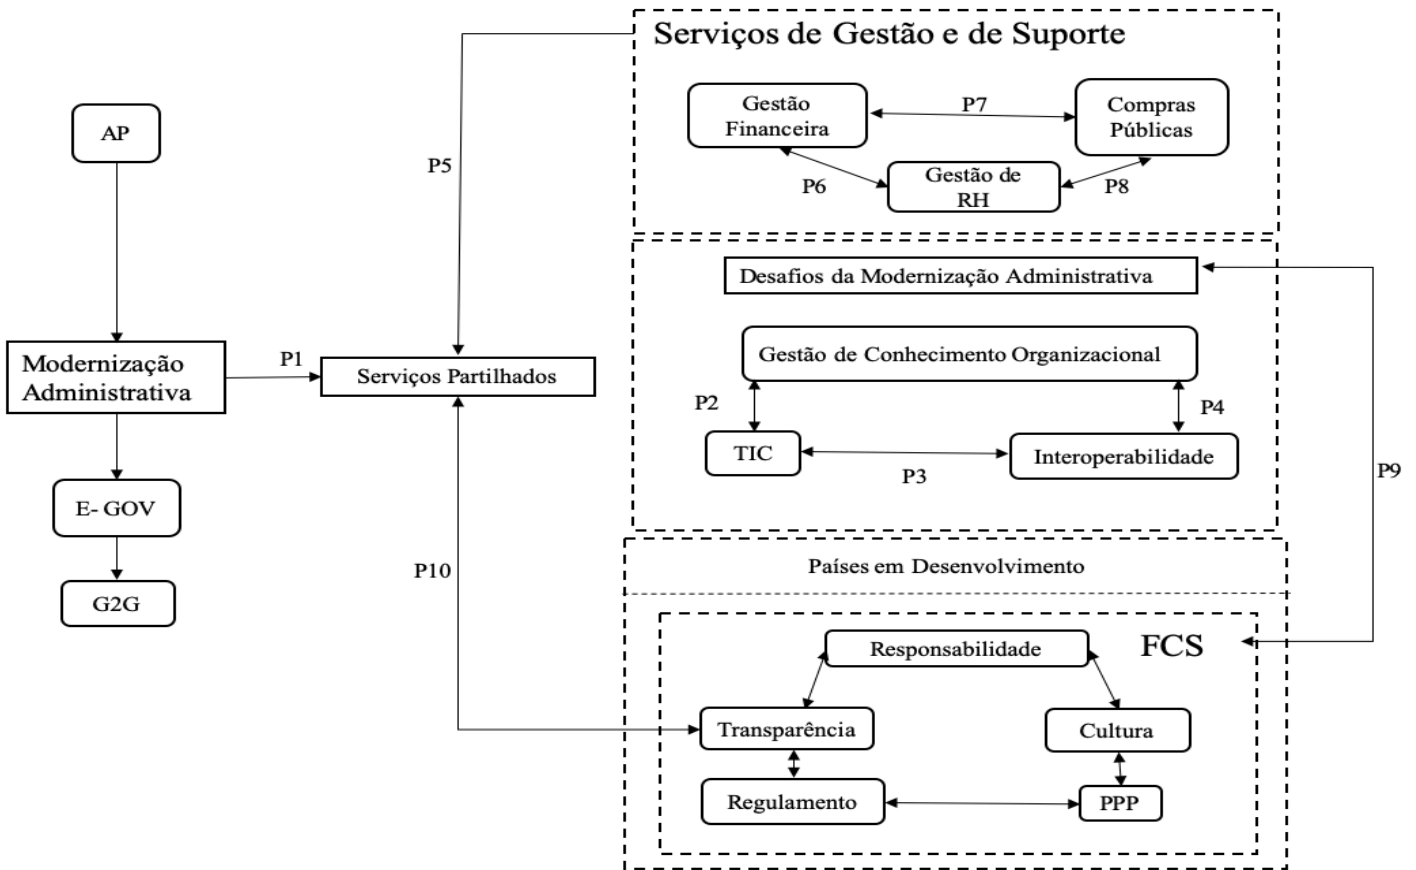 AP
Modernização
Administrativa
E- GOV
G2G
P1
Serviços Partilhados
P5
P10
Serviços de Gestão e de Suporte
Gestão
Financeira
P7
Compras
Públicas
P6
Gestão de
RH
P8
Desafios da Modernização Administrativa
Gestão de Conhecimento Organizacional
P2
P4
TIC
P3
Interoperabilidade
P9
Países em Desenvolvimento
FCS
Responsabilidade
Transparência
Cultura
Regulamento
PPP